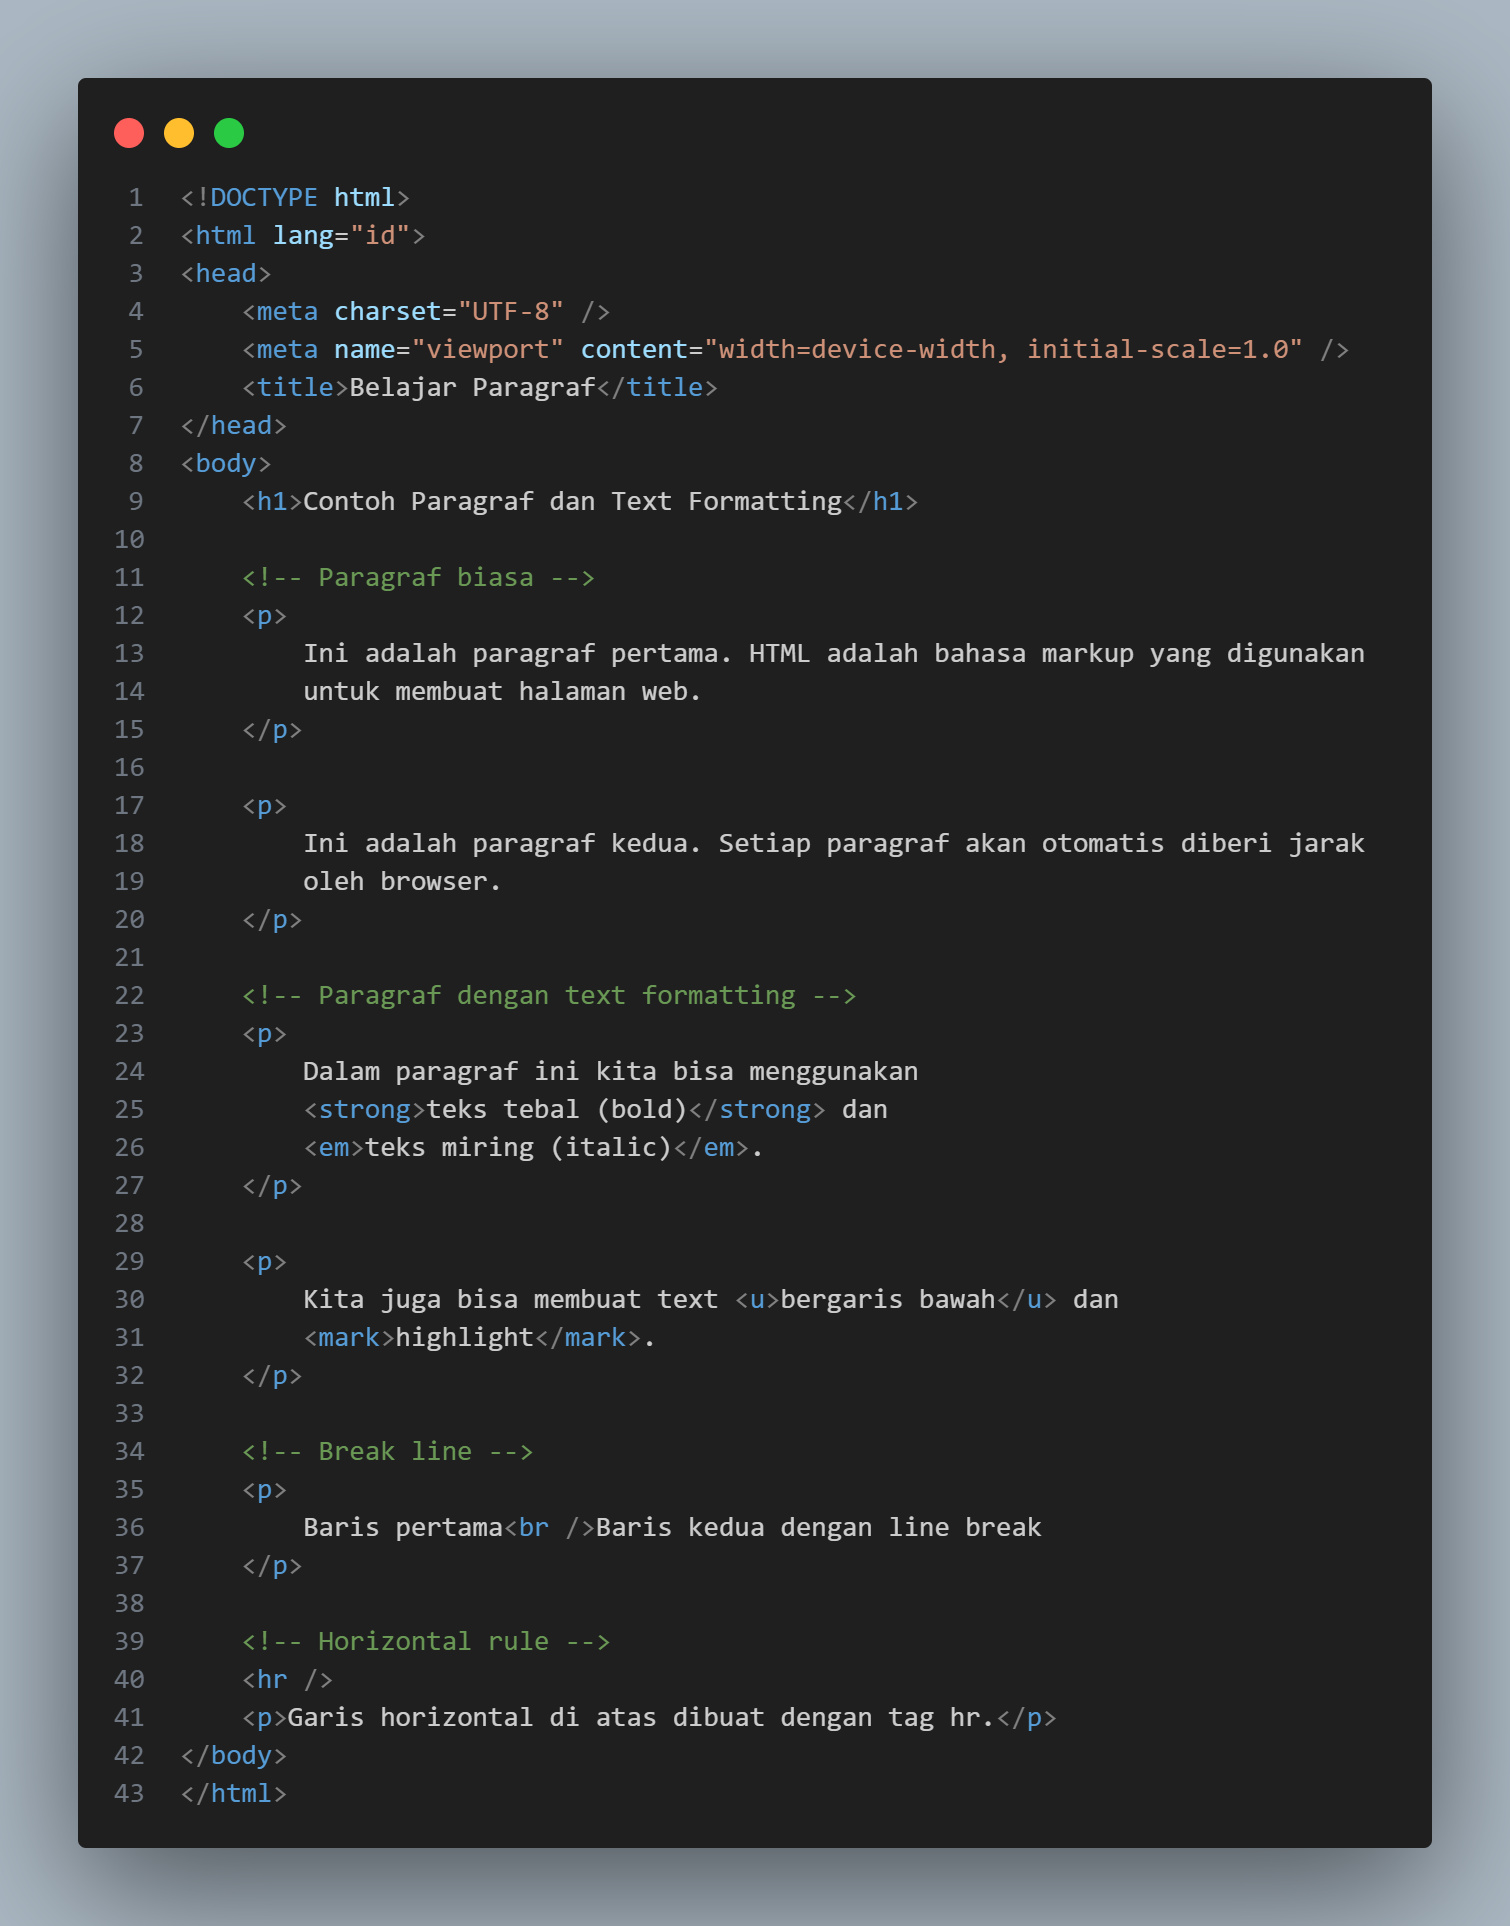 1 <!DOCTYPE html>
2 <html lang="id">
3 <head>
4     <meta charset="UTF-8" />
5     <meta name="viewport" content="width=device-width, initial-scale=1.0" />
6     <title>Belajar Paragraf</title>
7 </head>
8 <body>
9     <h1>Contoh Paragraf dan Text Formatting</h1>
10
11     <!-- Paragraf biasa -->
12     <p>
13         Ini adalah paragraf pertama. HTML adalah bahasa markup yang digunakan
14         untuk membuat halaman web.
15     </p>
16
17     <p>
18         Ini adalah paragraf kedua. Setiap paragraf akan otomatis diberi jarak
19         oleh browser.
20     </p>
21
22     <!-- Paragraf dengan text formatting -->
23     <p>
24         Dalam paragraf ini kita bisa menggunakan
25         <strong>teks tebal (bold)</strong> dan
26         <em>teks miring (italic)</em>.
27     </p>
28
29     <p>
30         Kita juga bisa membuat text <u>bergaris bawah</u> dan
31         <mark>highlight</mark>.
32     </p>
33
34     <!-- Break line -->
35     <p>
36         Baris pertama<br />Baris kedua dengan line break
37     </p>
38
39     <!-- Horizontal rule -->
40     <hr />
41     <p>Garis horizontal di atas dibuat dengan tag hr.</p>
42 </body>
43 </html>